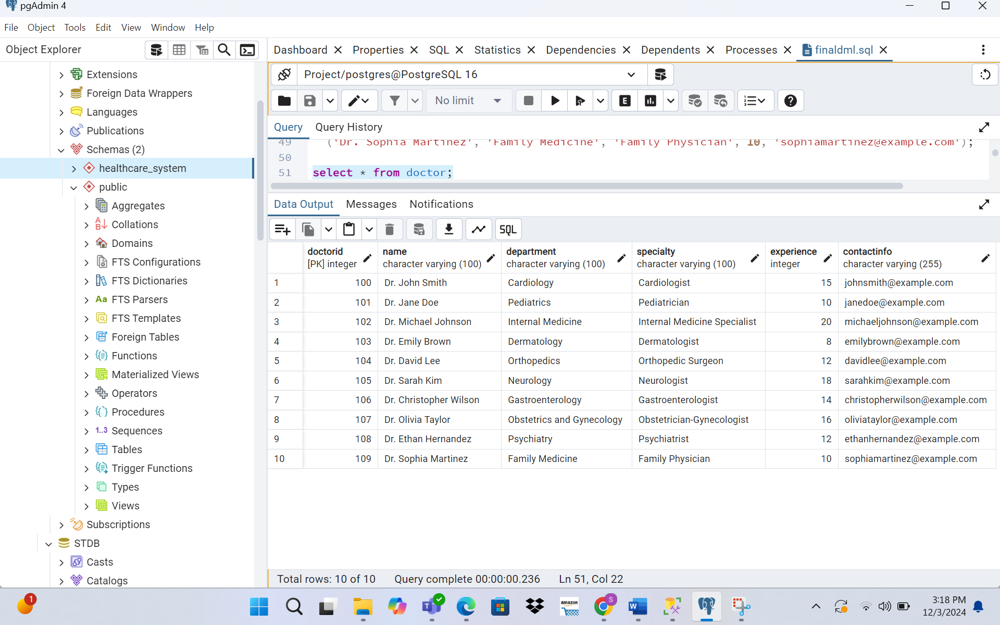 pgAdmin 4
File Object Tools Edit View Window Help
Object Explorer
Dashboard Properties SQL Statistics Dependencies Dependents Processes finaldml.sql
Extensions
Foreign Data Wrappers
Languages
Publications
Schemas (2)
healthcare_system
public
Aggregates
Collations
Domains
FTS Configurations
FTS Dictionaries
Aa FTS Parsers
FTS Templates
Foreign Tables
Functions
Materialized Views
Operators
Procedures
1..3 Sequences
Tables
Trigger Functions
Types
Views
Subscriptions
STDB
Casts
Catalogs
Project/postgres@PostgreSQL 16
No limit
E
Query Query History
49 ('Dr. Sophia Martinez', 'Family Medicine', 'Family Physician', 10, 'sophiamartinez@example.com');
50
51 select * from doctor;
Data Output Messages Notifications
SQL
doctorid name department specialty experience contactinfo
[PK] integer character varying (100) character varying (100) character varying (100) integer character varying (255)
1 100 Dr. John Smith Cardiology Cardiologist 15 johnsmith@example.com
2 101 Dr. Jane Doe Pediatrics Pediatrician 10 janedoe@example.com
3 102 Dr. Michael Johnson Internal Medicine Internal Medicine Specialist 20 michaeljohnson@example.com
4 103 Dr. Emily Brown Dermatology Dermatologist 8 emilybrown@example.com
5 104 Dr. David Lee Orthopedics Orthopedic Surgeon 12 davidlee@example.com
6 105 Dr. Sarah Kim Neurology Neurologist 18 sarahkim@example.com
7 106 Dr. Christopher Wilson Gastroenterology Gastroenterologist 14 christopherwilson@example.com
8 107 Dr. Olivia Taylor Obstetrics and Gynecology Obstetrician-Gynecologist 16 oliviataylor@example.com
9 108 Dr. Ethan Hernandez Psychiatry Psychiatrist 12 ethanhernandez@example.com
10 109 Dr. Sophia Martinez Family Medicine Family Physician 10 sophiamartinez@example.com
Total rows: 10 of 10 Query complete 00:00:00.236 Ln 51, Col 22
1
amazon
S
3:18 PM
12/3/2024